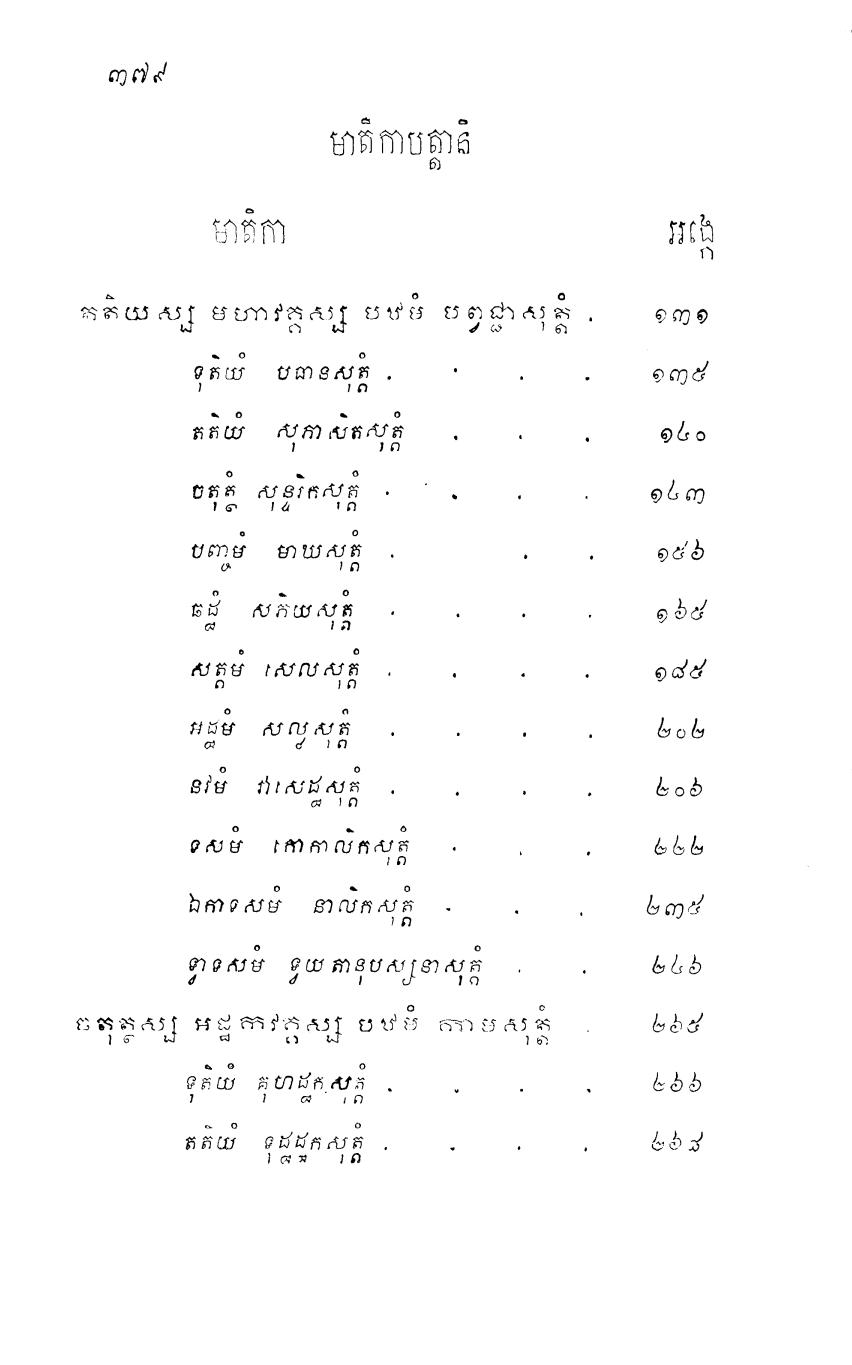 ៣៧៩
មាតិកាបត្តានិ
មាតិកា អង្កេ
តតិយស្ស មហាវគ្គស្ស បឋមំ បព្វជ្ជាសុត្តំ . ១៣១
ទុតិយំ បធានសុត្តំ . . . . ១៣៥
តតិយំ សុភាសិតសុត្តំ . . . ១៤០
ចតុត្ថំ សុន្ទរិកសុត្តំ . . . . ១៤៣
បញ្ចមំ មាឃសុត្តំ . . . ១៥៦
ឆដ្ឋំ សភិយសុត្តំ . . . . ១៦៥
សត្តមំ សេលសុត្តំ . . . . ១៨៥
អដ្ឋមំ សល្លសុត្តំ . . . . ២០២
នវមំ វាសេដ្ឋសុត្តំ . . . . ២០៦
ទសមំ កោកាលិកសុត្តំ . . . ២២២
ឯកាទសមំ នាលកសុត្តំ . . . ២៣៥
ទ្វាទសមំ ទ្វយតានុបស្សនាសុត្តំ . . ២៤៦
ចតុត្ថស្ស អដ្ឋកវគ្គស្ស បឋមំ កាមសុត្តំ . ២៦៥
ទុតិយំ គុហដ្ឋកសុត្តំ . . . . ២៦៦
តតិយំ ទុដ្ឋដ្ឋកសុត្តំ . . . . ២៦៨